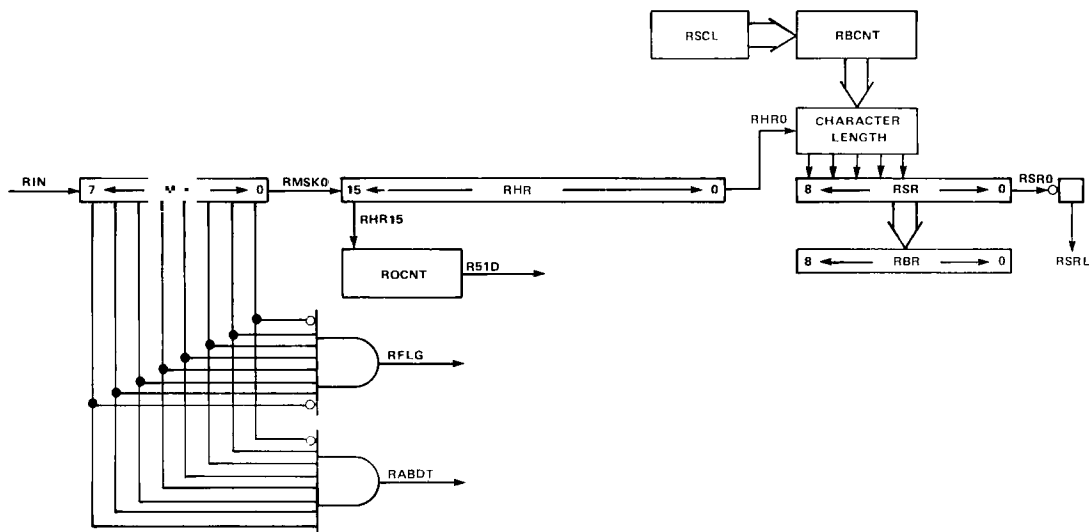 RSCL
RBCNT
RHR0
CHARACTER
LENGTH
RIN
7
0
RMSK0
15
RHR
0
8
RSR
0
RSR0
RHR15
ROCNT
R51D
8
RBR
0
RSRL
RFLG
RABDT